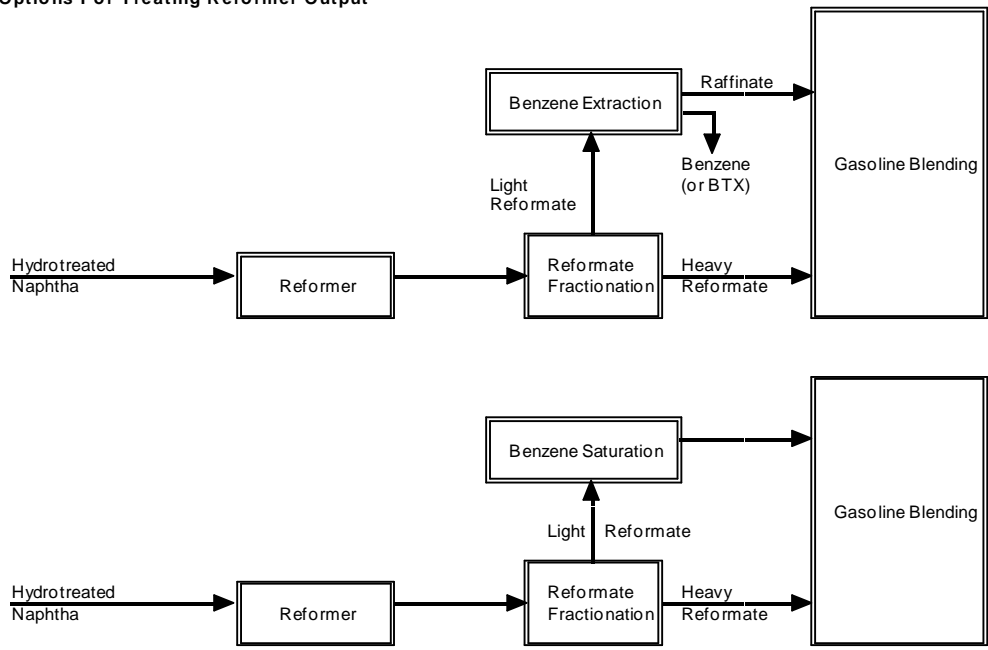 Options For Treating Reformer Output
Raffinate
Benzene Extraction
Benzene
(or BTX)
Gasoline Blending
Light
Reformate
Hydrotreated
Naphtha
Reformer
Reformate
Fractionation
Heavy
Reformate
Benzene Saturation
Gasoline Blending
Light Reformate
Hydrotreated
Naphtha
Reformer
Reformate
Fractionation
Heavy
Reformate